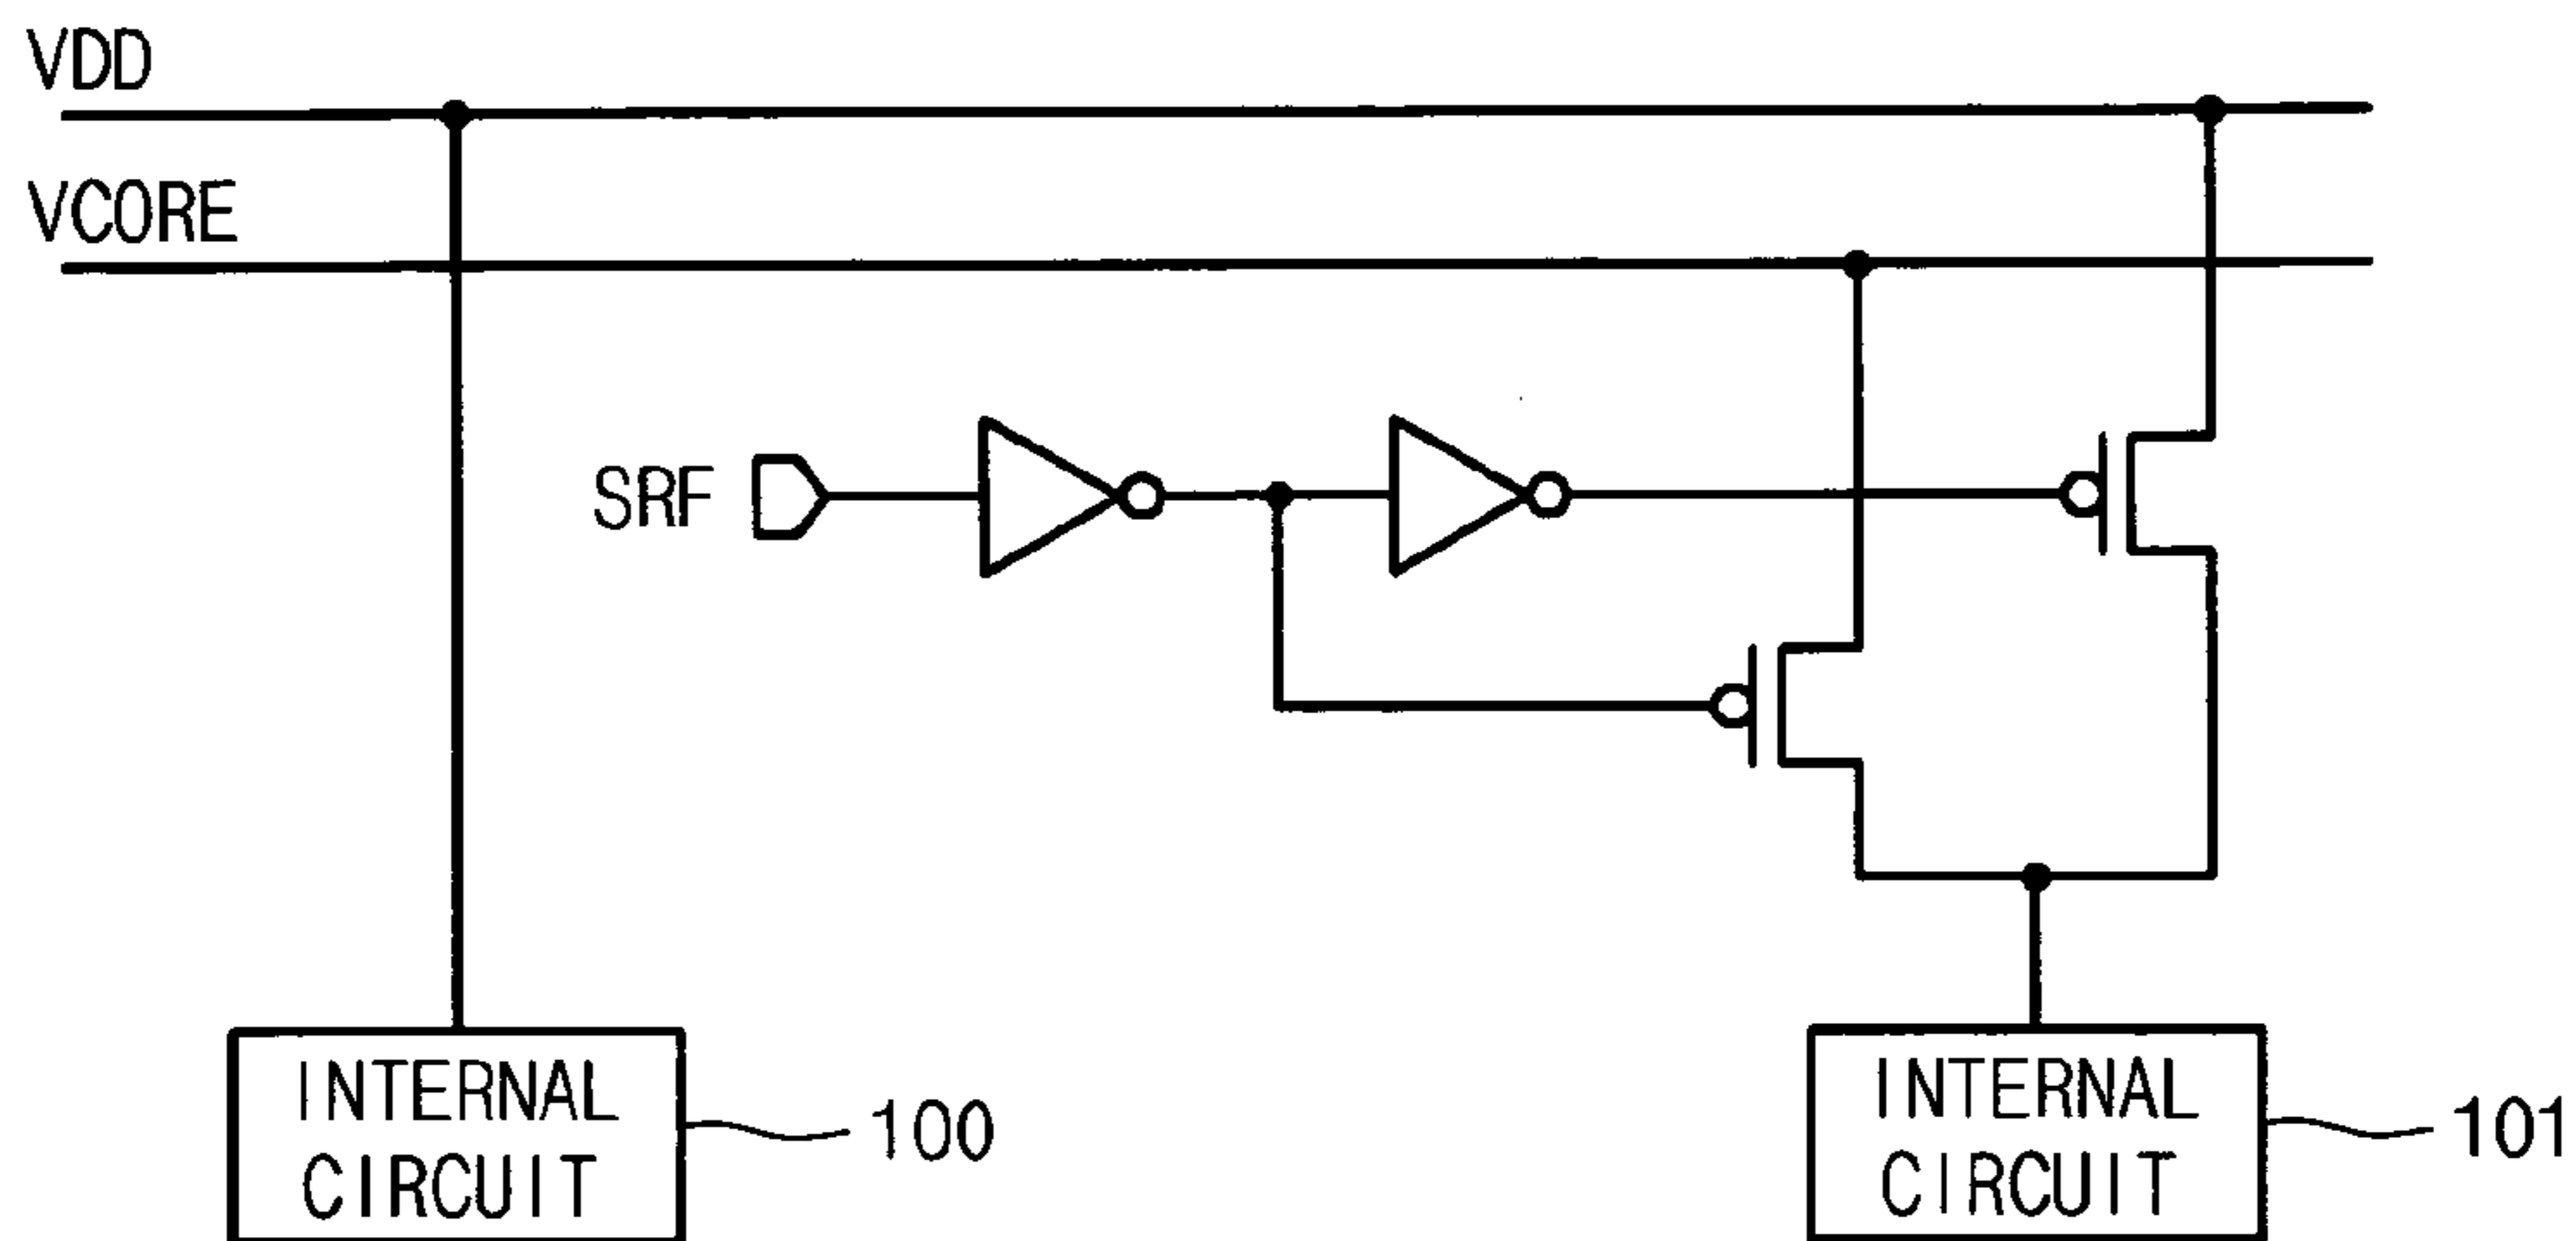 VDD
VCORE
SRF
INTERNAL
CIRCUIT
100
INTERNAL
CIRCUIT
101